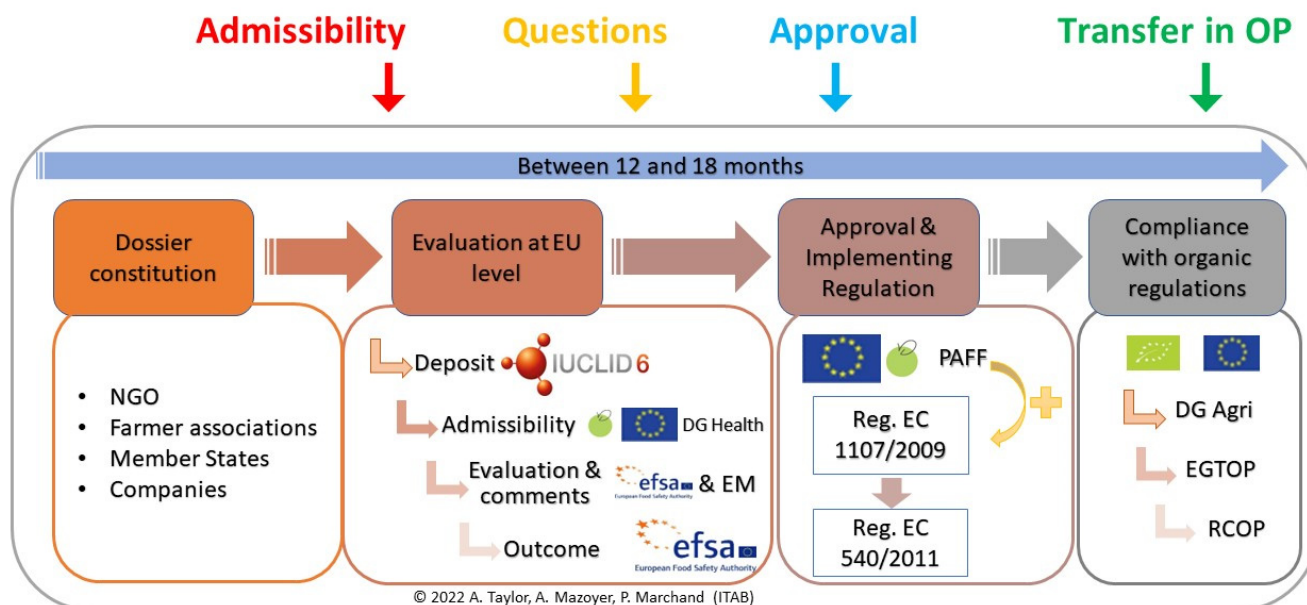 Admissibility
Questions
Approval
Transfer in OP
Between 12 and 18 months
Dossier
constitution
Evaluation at EU
level
Approval &
Implementing
Regulation
Compliance
with organic
regulations
• NGO
• Farmer associations
• Member States
• Companies
Deposit IUCLID 6
Admissibility DG Health
Evaluation &
comments efsa & EM
European Food Safety Authority
Outcome efsa
European Food Safety Authority
PAFF
Reg. EC
1107/2009
Reg. EC
540/2011
DG Agri
EGTOP
RCOP
© 2022 A. Taylor, A. Mazoyer, P. Marchand (ITAB)